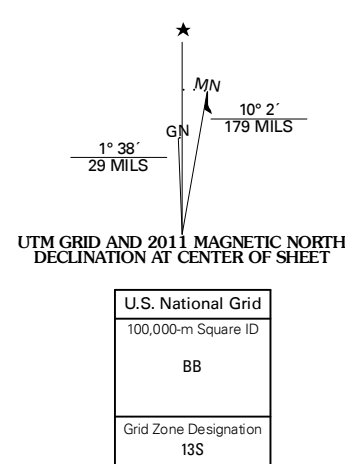 ★
MN
GN
10° 2´
179 MILS
1° 38´
29 MILS
UTM GRID AND 2011 MAGNETIC NORTH
DECLINATION AT CENTER OF SHEET
U.S. National Grid
100,000-m Square ID
BB
Grid Zone Designation
13S